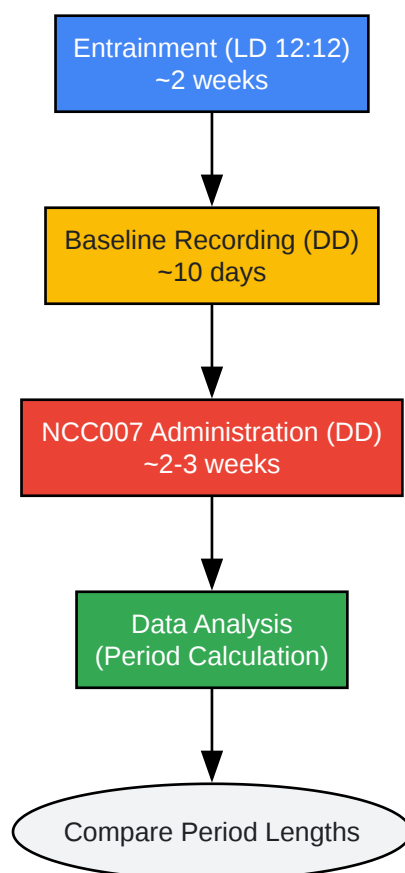 Entrainment (LD 12:12)
~2 weeks
Baseline Recording (DD)
~10 days
NCC007 Administration (DD)
~2-3 weeks
Data Analysis
(Period Calculation)
Compare Period Lengths